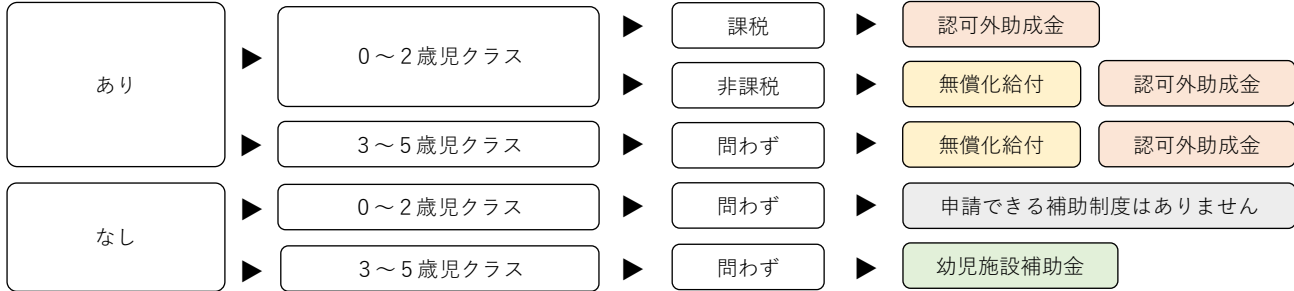 あり
▶
0～2歳児クラス
▶
課税
▶
認可外助成金
▶
非課税
▶
無償化給付
認可外助成金
▶
3～5歳児クラス
▶
問わず
▶
無償化給付
認可外助成金
なし
▶
0～2歳児クラス
▶
問わず
▶
申請できる補助制度はありません
▶
3～5歳児クラス
▶
問わず
▶
幼児施設補助金